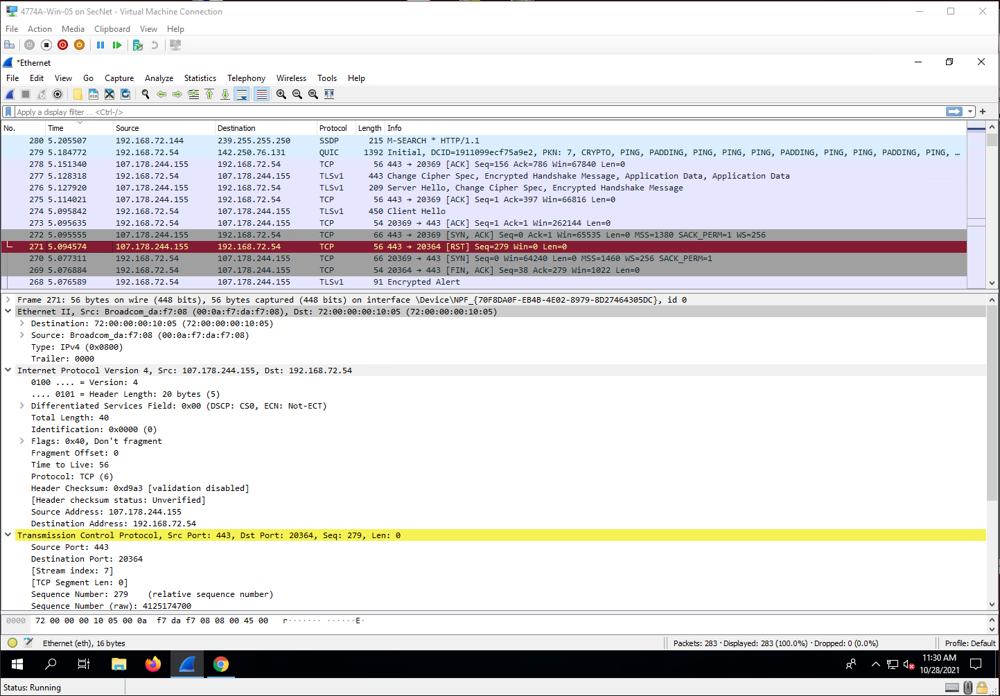 4774A-Win-05 on SecNet - Virtual Machine Connection
File Action Media Clipboard View Help
*Ethernet
File Edit View Go Capture Analyze Statistics Telephony Wireless Tools Help
Apply a display filter ... <Ctrl-/>
No. Time Source Destination Protocol Length Info
280 5.205507 192.168.72.144 239.255.255.250 SSDP 215 M-SEARCH * HTTP/1.1
279 5.184772 192.168.72.54 142.250.76.131 QUIC 1392 Initial, DCID=1911099ecf75a9e2, PKN: 7, CRYPTO, PING, PADDING, PING, PING, PING, PADDING, PING, PING, PADDING, PING, …
278 5.151340 107.178.244.155 192.168.72.54 TCP 56 443 → 20369 [ACK] Seq=156 Ack=786 Win=67840 Len=0
277 5.128318 107.178.244.155 192.168.72.54 TLSv1 443 Change Cipher Spec, Encrypted Handshake Message, Application Data, Application Data
276 5.127920 107.178.244.155 192.168.72.54 TLSv1 209 Server Hello, Change Cipher Spec, Encrypted Handshake Message
275 5.114021 107.178.244.155 192.168.72.54 TCP 56 443 → 20369 [ACK] Seq=1 Ack=397 Win=66816 Len=0
274 5.095842 192.168.72.54 107.178.244.155 TLSv1 450 Client Hello
273 5.095635 192.168.72.54 107.178.244.155 TCP 54 20369 → 443 [ACK] Seq=1 Ack=1 Win=262144 Len=0
272 5.095555 107.178.244.155 192.168.72.54 TCP 66 443 → 20369 [SYN, ACK] Seq=0 Ack=1 Win=65535 Len=0 MSS=1380 SACK_PERM=1 WS=256
271 5.094574 107.178.244.155 192.168.72.54 TCP 56 443 → 20364 [RST] Seq=279 Win=0 Len=0
270 5.077311 192.168.72.54 107.178.244.155 TCP 66 20369 → 443 [SYN] Seq=0 Win=64240 Len=0 MSS=1460 WS=256 SACK_PERM=1
269 5.076884 192.168.72.54 107.178.244.155 TCP 54 20364 → 443 [FIN, ACK] Seq=38 Ack=279 Win=1022 Len=0
268 5.076589 192.168.72.54 107.178.244.155 TLSv1 91 Encrypted Alert
Frame 271: 56 bytes on wire (448 bits), 56 bytes captured (448 bits) on interface \Device\NPF_{70F8DA0F-EB4B-4E02-8979-8D27464305DC}, id 0
Ethernet II, Src: Broadcom_da:f7:08 (00:0a:f7:da:f7:08), Dst: 72:00:00:00:10:05 (72:00:00:00:10:05)
Destination: 72:00:00:00:10:05 (72:00:00:00:10:05)
Source: Broadcom_da:f7:08 (00:0a:f7:da:f7:08)
Type: IPv4 (0x0800)
Trailer: 0000
Internet Protocol Version 4, Src: 107.178.244.155, Dst: 192.168.72.54
0100 .... = Version: 4
.... 0101 = Header Length: 20 bytes (5)
Differentiated Services Field: 0x00 (DSCP: CS0, ECN: Not-ECT)
Total Length: 40
Identification: 0x0000 (0)
Flags: 0x40, Don't fragment
Fragment Offset: 0
Time to Live: 56
Protocol: TCP (6)
Header Checksum: 0xd9a3 [validation disabled]
[Header checksum status: Unverified]
Source Address: 107.178.244.155
Destination Address: 192.168.72.54
Transmission Control Protocol, Src Port: 443, Dst Port: 20364, Seq: 279, Len: 0
Source Port: 443
Destination Port: 20364
[Stream index: 7]
[TCP Segment Len: 0]
Sequence Number: 279 (relative sequence number)
Sequence Number (raw): 4125174700
0000 72 00 00 00 10 05 00 0a f7 da f7 08 08 00 45 00 r······· ······E·
Ethernet (eth), 16 bytes
Packets: 283 · Displayed: 283 (100.0%) · Dropped: 0 (0.0%)
Profile: Default
11:30 AM
10/28/2021
Status: Running